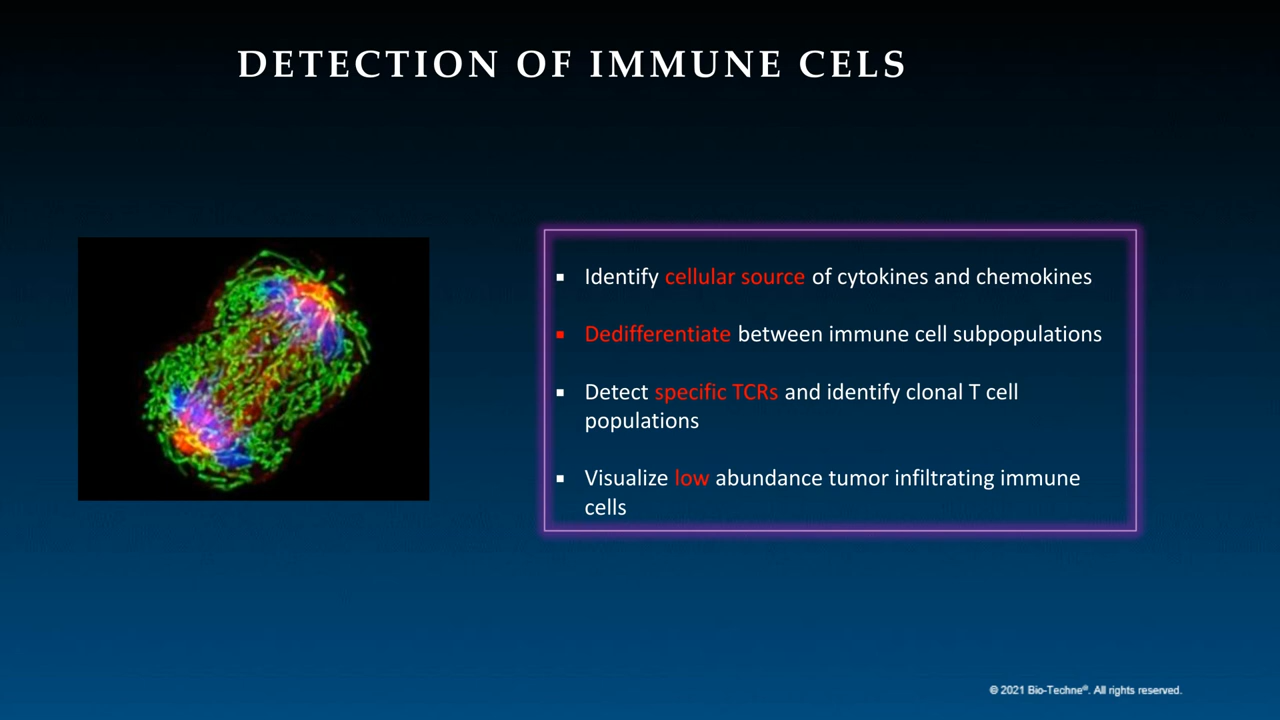 DETECTION OF IMMUNE CELS
▪ Identify cellular source of cytokines and chemokines
▪ Dedifferentiate between immune cell subpopulations
▪ Detect specific TCRs and identify clonal T cell
populations
▪ Visualize low abundance tumor infiltrating immune
cells
© 2021 Bio-Techne®. All rights reserved.